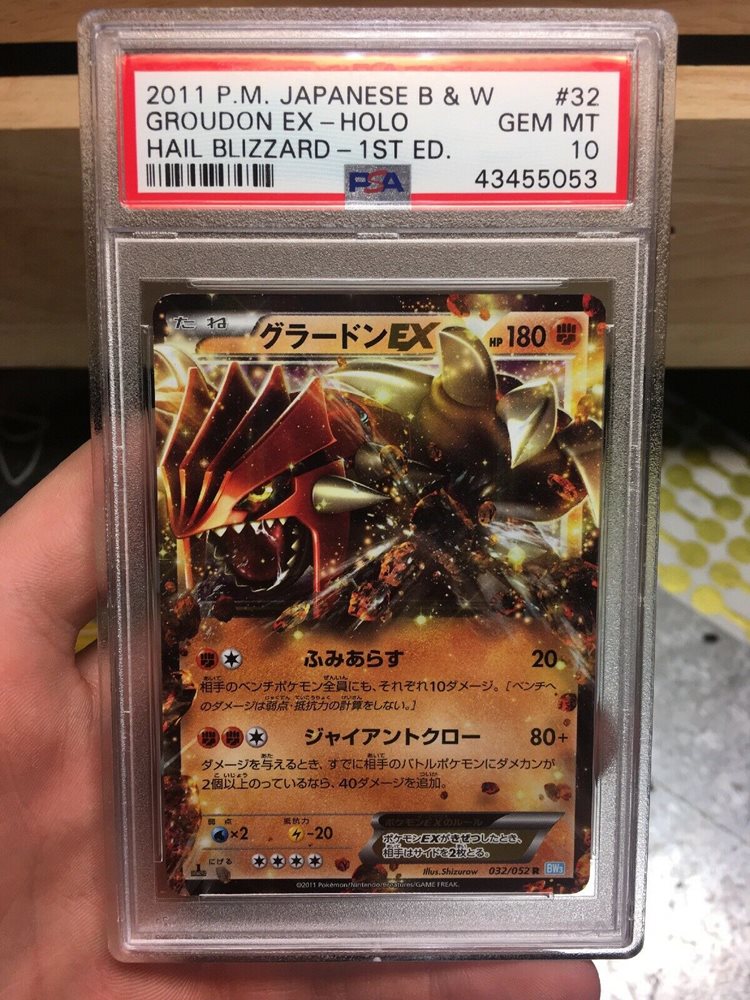 2011 P.M. JAPANESE B & W #32
GROUDON EX-HOLO GEM MT
HAIL BLIZZARD-1ST ED. 10
PSA 43455053
たね グラードンEX HP 180
ふみあらす 20
相手のベンチポケモン全員にも、それぞれ10ダメージ。[ベンチへ
のダメージは弱点・抵抗力の計算をしない。]
ジャイアントクロー 80+
ダメージを与えるとき、すでに相手のバトルポケモンにダメカンが
2個以上のっているなら、40ダメージを追加。
弱点 抵抗力 ポケモンEXのルール
×2 -20 ポケモンEXがきぜつしたとき、
相手はサイドを2枚とる。
にげる Illus.Shizurow 032/052 R BW3
©2011 Pokémon/Nintendo/Creatures/GAME FREAK.